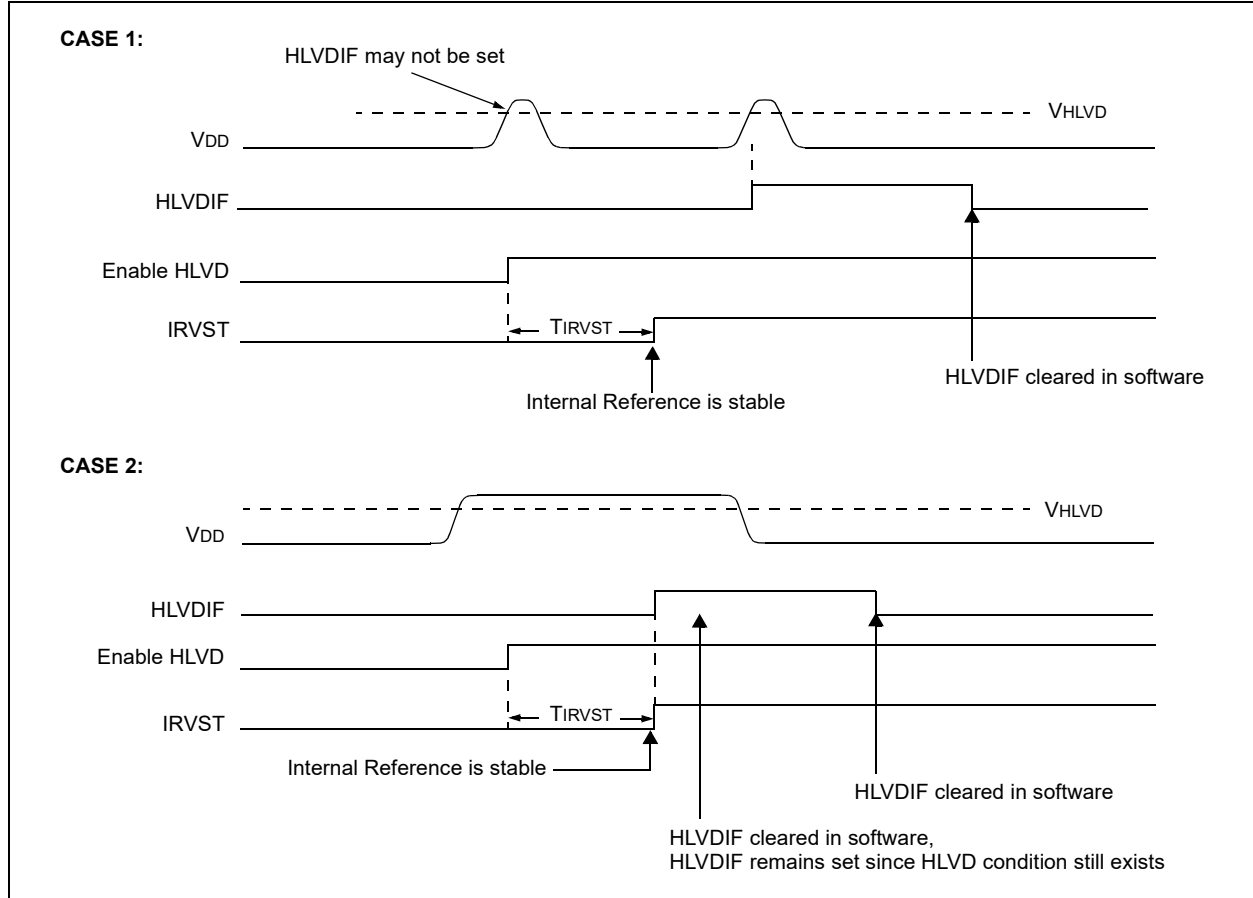 CASE 1:
HLVDIF may not be set
VHLVD
VDD
HLVDIF
Enable HLVD
IRVST
TIRVST
HLVDIF cleared in software
Internal Reference is stable
CASE 2:
VHLVD
VDD
HLVDIF
Enable HLVD
IRVST
TIRVST
Internal Reference is stable
HLVDIF cleared in software
HLVDIF cleared in software,
HLVDIF remains set since HLVD condition still exists